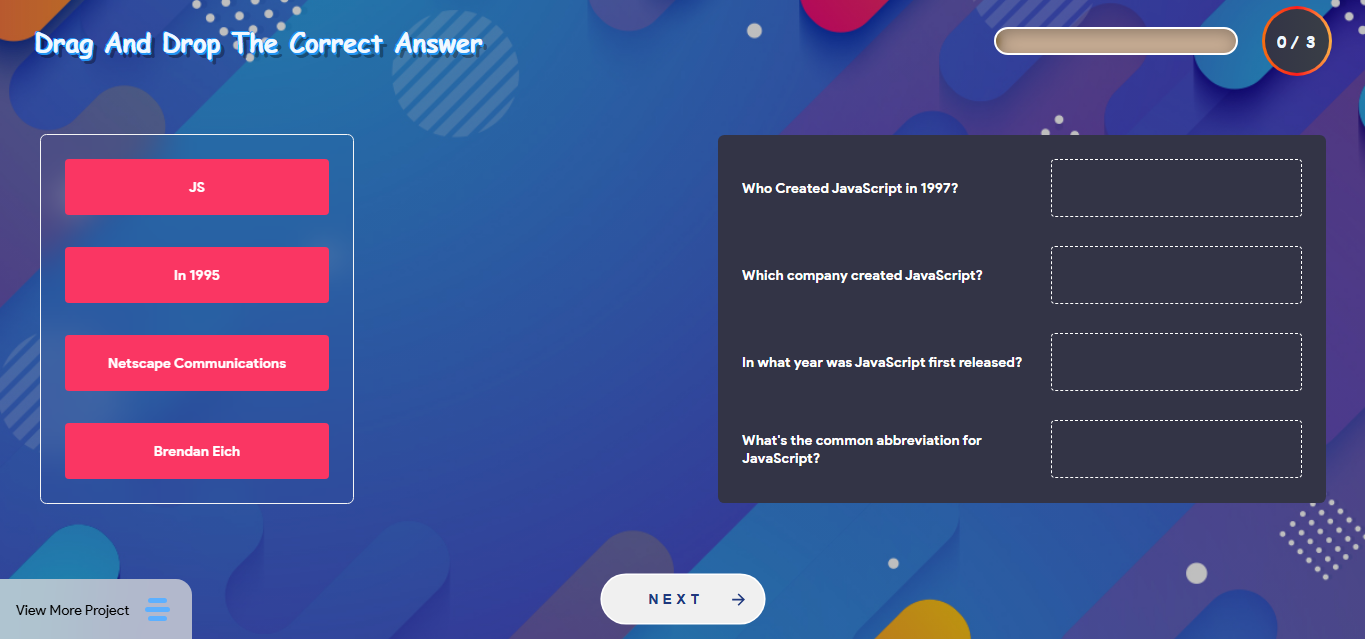 Drag And Drop The Correct Answer
0 / 3
JS
In 1995
Netscape Communications
Brendan Eich
Who Created JavaScript in 1997?
Which company created JavaScript?
In what year was JavaScript first released?
What's the common abbreviation for
JavaScript?
View More Project
NEXT